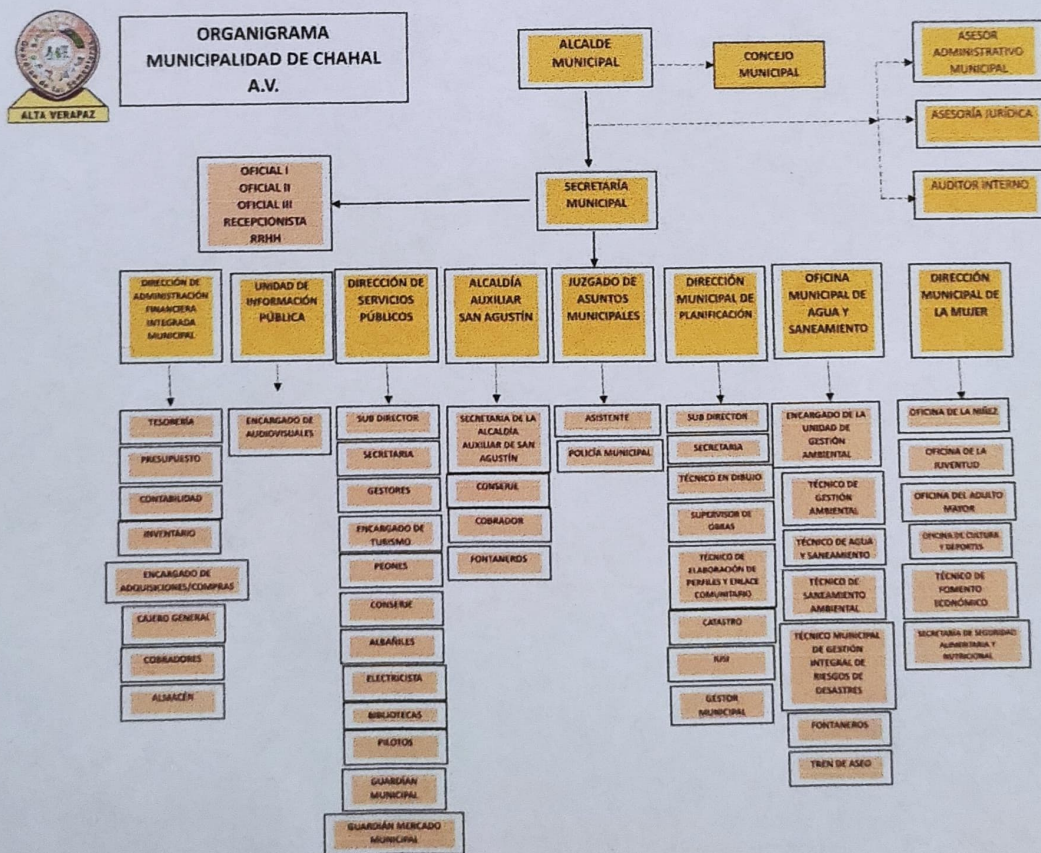 ALTA VERAPAZ
ORGANIGRAMA
MUNICIPALIDAD DE CHAHAL
A.V.
ALCALDE
MUNICIPAL
CONCEJO
MUNICIPAL
ASESOR
ADMINISTRATIVO
MUNICIPAL
ASESORÍA JURÍDICA
AUDITOR INTERNO
OFICIAL I
OFICIAL II
OFICIAL III
RECEPCIONISTA
RRHH
SECRETARÍA
MUNICIPAL
DIRECCIÓN DE
ADMINISTRACIÓN
FINANCIERA
INTEGRADA
MUNICIPAL
UNIDAD DE
INFORMACIÓN
PÚBLICA
DIRECCIÓN DE
SERVICIOS
PÚBLICOS
ALCALDÍA
AUXILIAR
SAN AGUSTÍN
JUZGADO DE
ASUNTOS
MUNICIPALES
DIRECCIÓN
MUNICIPAL DE
PLANIFICACIÓN
OFICINA
MUNICIPAL DE
AGUA Y
SANEAMIENTO
DIRECCIÓN
MUNICIPAL DE
LA MUJER
TESORERÍA
PRESUPUESTO
CONTABILIDAD
INVENTARIO
ENCARGADO DE
ADQUISICIONES/COMPRAS
CAJERO GENERAL
COBRADORES
ALMACÉN
ENCARGADO DE
AUDIOVISUALES
SUB DIRECTOR
SECRETARIA
GESTORES
ENCARGADO DE
TURISMO
PEONES
CONSERJE
ALBAÑILES
ELECTRICISTA
BIBLIOTECAS
PILOTOS
GUARDIÁN
MUNICIPAL
GUARDIÁN MERCADO
MUNICIPAL
SECRETARIA DE LA
ALCALDÍA
AUXILIAR DE SAN
AGUSTÍN
CONSERJE
COBRADOR
FONTANEROS
ASISTENTE
POLICÍA MUNICIPAL
SUB DIRECTOR
SECRETARIA
TÉCNICO EN DIBUJO
SUPERVISOR DE
OBRAS
TÉCNICO DE
ELABORACIÓN DE
PERFILES Y ENLACE
COMUNITARIO
CATASTRO
IUSI
GESTOR
MUNICIPAL
ENCARGADO DE LA
UNIDAD DE
GESTIÓN
AMBIENTAL
TÉCNICO DE
GESTIÓN
AMBIENTAL
TÉCNICO DE AGUA
Y SANEAMIENTO
TÉCNICO DE
SANEAMIENTO
AMBIENTAL
TÉCNICO MUNICIPAL
DE GESTIÓN
INTEGRAL DE
RIESGOS DE
DESASTRES
FONTANEROS
TREN DE ASEO
OFICINA DE LA NIÑEZ
OFICINA DE LA
JUVENTUD
OFICINA DEL ADULTO
MAYOR
OFICINA DE CULTURA
Y DEPORTES
TÉCNICO DE
FOMENTO
ECONÓMICO
SECRETARÍA DE SEGURIDAD
ALIMENTARIA Y
NUTRICIONAL